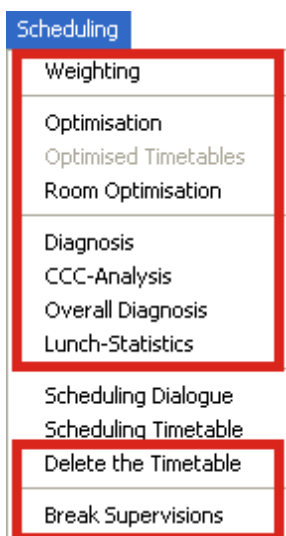 Scheduling
Weighting
Optimisation
Optimised Timetables
Room Optimisation
Diagnosis
CCC-Analysis
Overall Diagnosis
Lunch-Statistics
Scheduling Dialogue
Scheduling Timetable
Delete the Timetable
Break Supervisions